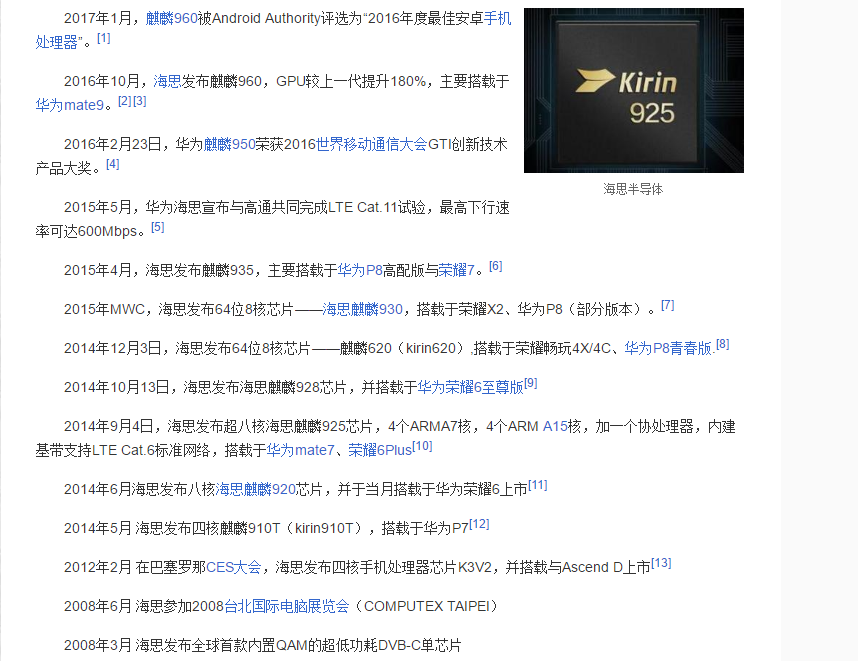 2017年1月，麒麟960被Android Authority评选为“2016年度最佳安卓手机
处理器”。[1]
2016年10月，海思发布麒麟960，GPU较上一代提升180%，主要搭载于
华为mate9。[2][3]
2016年2月23日，华为麒麟950荣获2016世界移动通信大会GTI创新技术
产品大奖。[4]
2015年5月，华为海思宣布与高通共同完成LTE Cat.11试验，最高下行速
率可达600Mbps。[5]
Kirin
925
海思半导体
2015年4月，海思发布麒麟935，主要搭载于华为P8高配版与荣耀7。[6]
2015年MWC，海思发布64位8核芯片——海思麒麟930，搭载于荣耀X2、华为P8（部分版本）。[7]
2014年12月3日，海思发布64位8核芯片——麒麟620（kirin620）,搭载于荣耀畅玩4X/4C、华为P8青春版.[8]
2014年10月13日，海思发布海思麒麟928芯片，并搭载于华为荣耀6至尊版[9]
2014年9月4日，海思发布超八核海思麒麟925芯片，4个ARMA7核，4个ARM A15核，加一个协处理器，内建
基带支持LTE Cat.6标准网络，搭载于华为mate7、荣耀6Plus[10]
2014年6月海思发布八核海思麒麟920芯片，并于当月搭载于华为荣耀6上市[11]
2014年5月 海思发布四核麒麟910T（kirin910T），搭载于华为P7[12]
2012年2月 在巴塞罗那CES大会，海思发布四核手机处理器芯片K3V2，并搭载与Ascend D上市[13]
2008年6月 海思参加2008台北国际电脑展览会（COMPUTEX TAIPEI）
2008年3月 海思发布全球首款内置QAM的超低功耗DVB-C单芯片